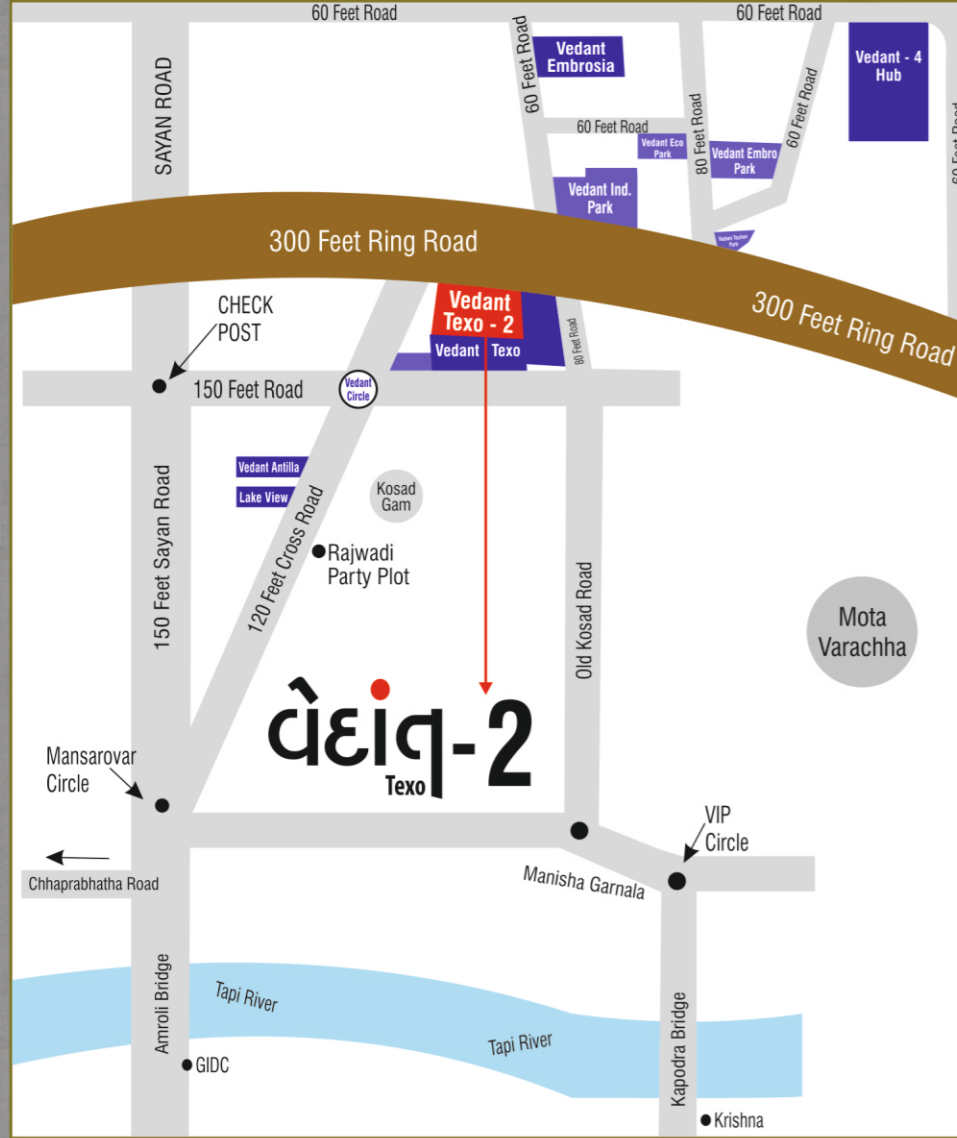 60 Feet Road
60 Feet Road
SAYAN ROAD
60 Feet Road
Vedant
Embrosia
Vedant - 4
Hub
60 Feet Road
80 Feet Road
60 Feet Road
60 Feet Road
Vedant Eco
Park
Vedant Embro
Park
Vedant Ind.
Park
Park
300 Feet Ring Road
300 Feet Ring Road
CHECK
POST
Vedant
Texo - 2
Vedant Texo
80 Feet Road
150 Feet Road
Vedant
Circle
Vedant Antilla
Lake View
Kosad
Gam
150 Feet Sayan Road
120 Feet Cross Road
Rajwadi
Party Plot
Old Kosad Road
Mota
Varachha
વેદાંત-2
Texo
Mansarovar
Circle
VIP
Circle
Chhaprabhatha Road
Manisha Garnala
Amroli Bridge
Tapi River
Tapi River
Kapodra Bridge
GIDC
Krishna